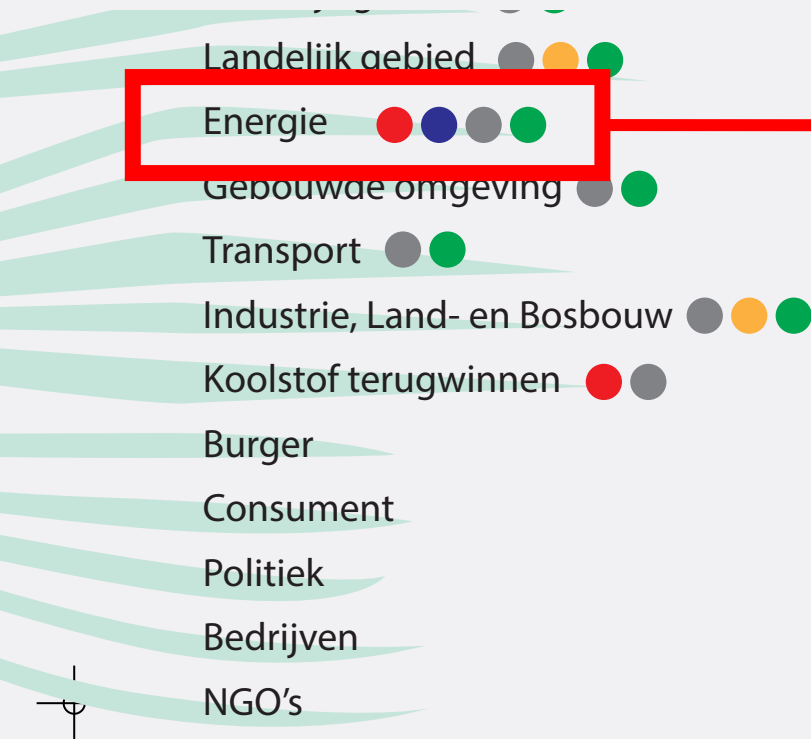 Landelijk gebied
Energie
Gebouwde omgeving
Transport
Industrie, Land- en Bosbouw
Koolstof terugwinnen
Burger
Consument
Politiek
Bedrijven
NGO’s